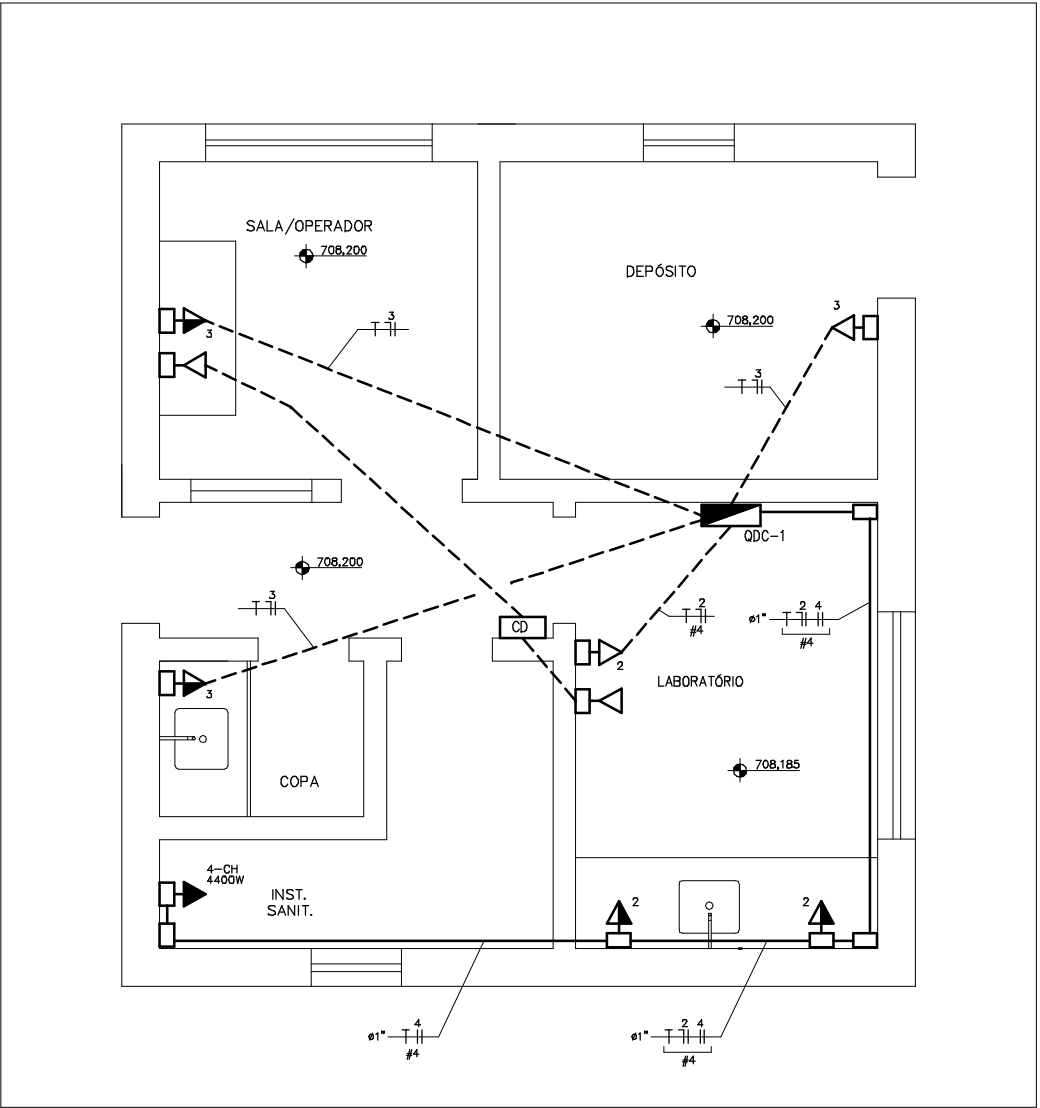 SALA/OPERADOR
708,200
DEPÓSITO
3
3
708,200
3
3
QDC-1
708,200
3
2
#4
ø1" 2 4
#4
CD
2
LABORATÓRIO
3
708,185
COPA
4-CH
4400W
INST.
SANIT.
2
2
ø1" 4
#4
ø1" 2 4
#4